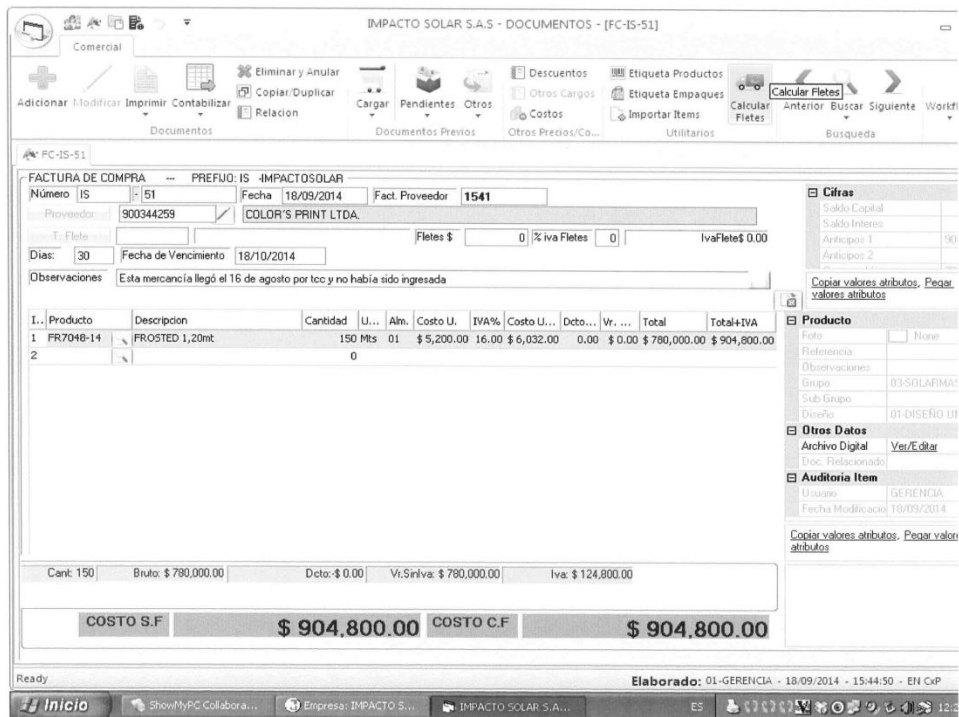 IMPACTO SOLAR S.A.S - DOCUMENTOS - [FC-IS-51]
Comercial
Adicionar Modificar Imprimir Contabilizar
Eliminar y Anular
Copiar/Duplicar
Relacion
Documentos
Cargar Pendientes Otros
Documentos Previos
Descuentos
Otros Cargos
Costos
Otros Precios/Co...
Etiqueta Productos
Etiqueta Empaques
Importar Items
Calcular Fletes
Utilitarios
Calcular Fletes
Anterior Buscar Siguiente
Busqueda
FC-IS-51
FACTURA DE COMPRA --- PREFIJO: IS -IMPACTOSOLAR
Número IS - 51 Fecha 18/09/2014 Fact. Proveedor 1541
Proveedor 900344259 COLOR'S PRINT LTDA.
T. Flete Fletes $ 0 % iva Fletes 0 IvaFlete$ 0.00
Dias: 30 Fecha de Vencimiento 18/10/2014
Observaciones Esta mercancía llegó el 16 de agosto por tcc y no había sido ingresada
I.. Producto Descripcion Cantidad U... Alm. Costo U. IVA% Costo U... Dcto... Vr. ... Total Total+IVA
1 FR7048-14 FROSTED 1,20mt 150 Mts 01 $ 5,200.00 16.00 $ 6,032.00 0.00 $ 0.00 $ 780,000.00 $ 904,800.00
2 0
Cifras
Saldo Capital
Saldo Interes
Anticipos 1 90
Anticipos 2
Copiar valores atributos, Pegar valores atributos
Producto
Foto None
Referencia
Observaciones
Grupo 03-SOLARMAS
Sub Grupo
Diseño 01-DISEÑO UN
Otros Datos
Archivo Digital Ver/Editar
Doc. Relacionado
Auditoria Item
Usuario GERENCIA
Fecha Modificacio 18/09/2014
Copiar valores atributos, Pegar valore
atributos
Cant: 150 Bruto: $ 780,000.00 Dcto:-$ 0.00 Vr.SinIva: $ 780,000.00 Iva: $ 124,800.00
COSTO S.F $ 904,800.00 COSTO C.F $ 904,800.00
Ready Elaborado: 01-GERENCIA - 18/09/2014 - 15:44:50 - EN CxP
Inicio ShowMyPC Collabora... Empresa: IMPACTO S... IMPACTO SOLAR S.A... ES